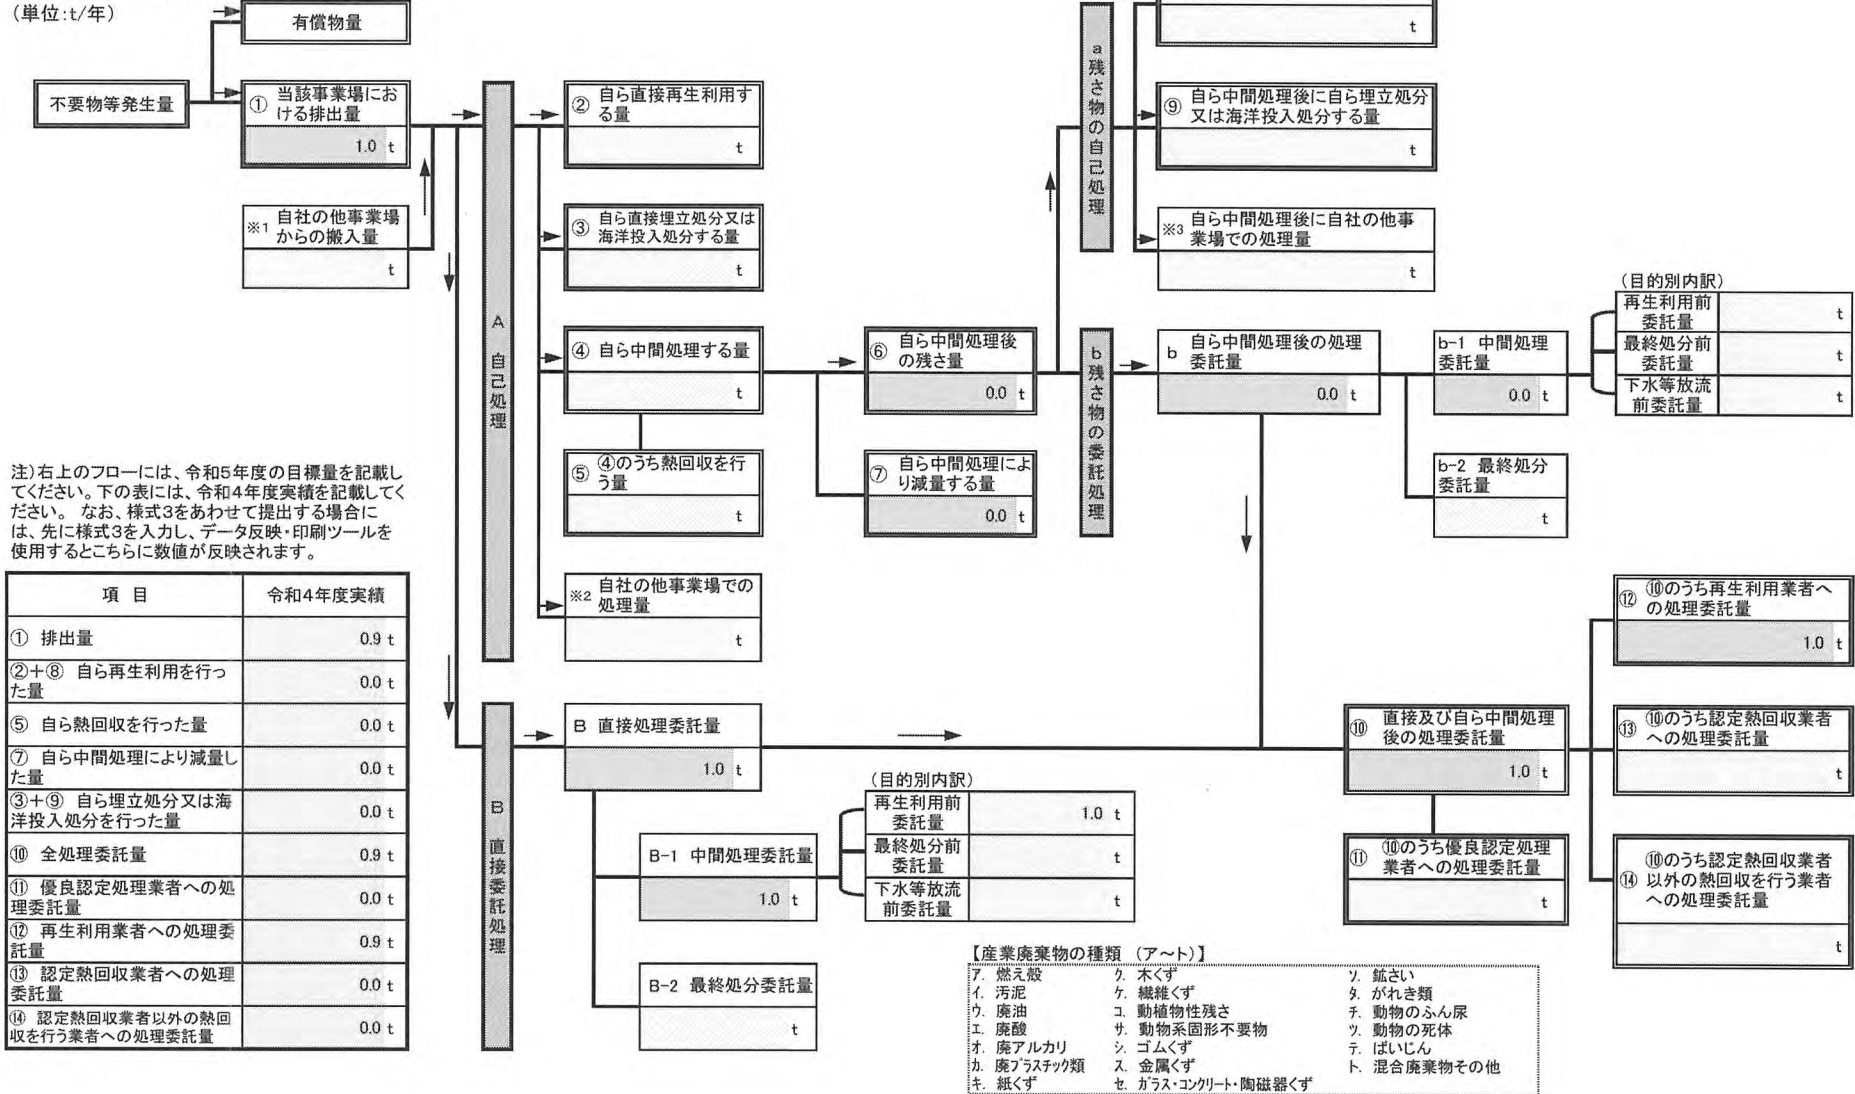 (単位:t/年)
有償物量
不要物等発生量
① 当該事業場にお
ける排出量
1.0 t
※1 自社の他事業場
からの搬入量
t
A 自己処理
② 自ら直接再生利用す
る量
t
③ 自ら直接埋立処分又は
海洋投入処分する量
t
④ 自ら中間処理する量
t
⑤ ④のうち熱回収を行
う量
t
※2 自社の他事業場での
処理量
t
⑥ 自ら中間処理後
の残さ量
0.0 t
⑦ 自ら中間処理によ
り減量する量
0.0 t
a 残さ物の自己処理
t
⑨ 自ら中間処理後に自ら埋立処分
又は海洋投入処分する量
t
※3 自ら中間処理後に自社の他事
業場での処理量
t
b 残さ物の委託処理
b 自ら中間処理後の処理
委託量
0.0 t
b-1 中間処理
委託量
0.0 t
b-2 最終処分
委託量
t
(目的別内訳)
再生利用前
委託量
t
最終処分前
委託量
t
下水等放流
前委託量
t
注)右上のフローには、令和5年度の目標量を記載し
てください。下の表には、令和4年度実績を記載してく
ださい。 なお、様式3をあわせて提出する場合に
は、先に様式3を入力し、データ反映・印刷ツールを
使用するとこちらに数値が反映されます。
項 目 令和4年度実績
① 排出量 0.9 t
②+⑧ 自ら再生利用を行っ
た量 0.0 t
⑤ 自ら熱回収を行った量 0.0 t
⑦ 自ら中間処理により減量し
た量 0.0 t
③+⑨ 自ら埋立処分又は海
洋投入処分を行った量 0.0 t
⑩ 全処理委託量 0.9 t
⑪ 優良認定処理業者への処
理委託量 0.0 t
⑫ 再生利用業者への処理委
託量 0.9 t
⑬ 認定熱回収業者への処理
委託量 0.0 t
⑭ 認定熱回収業者以外の熱回
収を行う業者への処理委託量 0.0 t
B 直接委託処理
B 直接処理委託量
1.0 t
B-1 中間処理委託量
1.0 t
B-2 最終処分委託量
t
(目的別内訳)
再生利用前
委託量
1.0 t
最終処分前
委託量
t
下水等放流
前委託量
t
⑩ 直接及び自ら中間処理
後の処理委託量
1.0 t
⑪ ⑩のうち優良認定処理
業者への処理委託量
t
⑫ ⑩のうち再生利用業者へ
の処理委託量
1.0 t
⑬ ⑩のうち認定熱回収業者
への処理委託量
t
⑭ ⑩のうち認定熱回収業者
以外の熱回収を行う業者
への処理委託量
t
【産業廃棄物の種類 (ア~ト)】
ア. 燃え殻 ク. 木くず ソ. 鉱さい
イ. 汚泥 ケ. 繊維くず タ. がれき類
ウ. 廃油 コ. 動植物性残さ チ. 動物のふん尿
エ. 廃酸 サ. 動物系固形不要物 ツ. 動物の死体
オ. 廃アルカリ シ. ゴムくず テ. ばいじん
カ. 廃プラスチック類 ス. 金属くず ト. 混合廃棄物その他
キ. 紙くず セ. ガラス・コンクリート・陶磁器くず